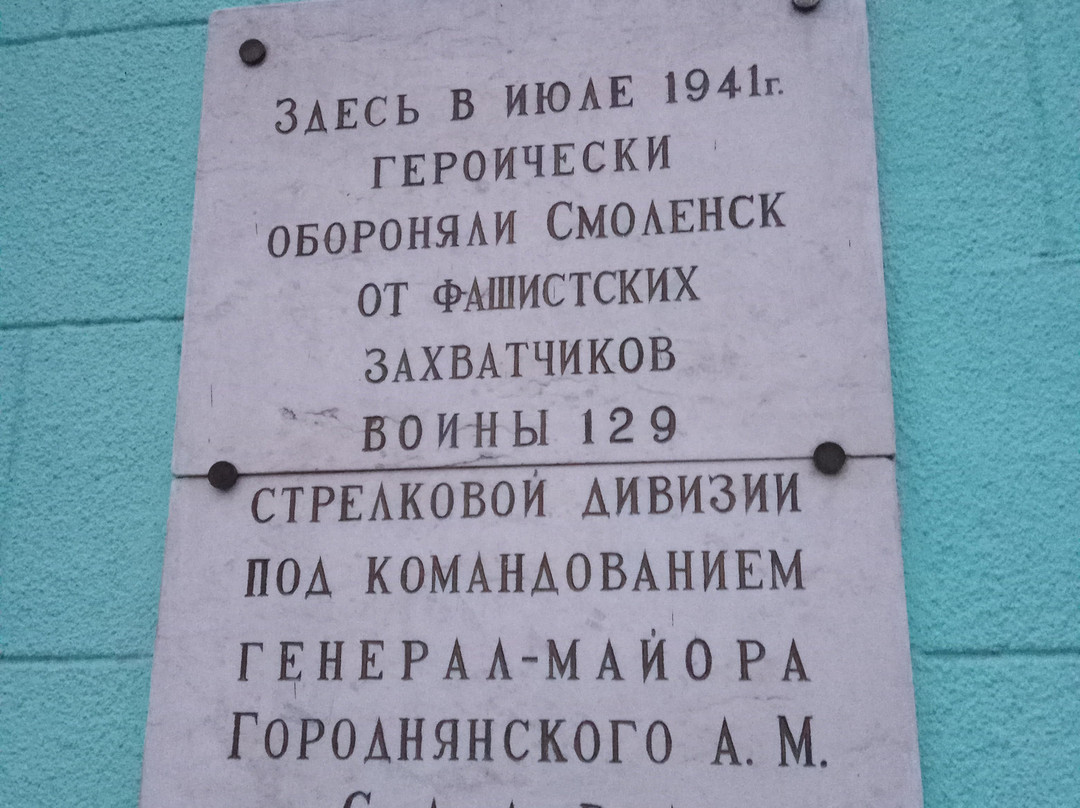 ЗДЕСЬ В ИЮЛЕ 1941г.
ГЕРОИЧЕСКИ
ОБОРОНЯЛИ СМОЛЕНСК
ОТ ФАШИСТСКИХ
ЗАХВАТЧИКОВ
ВОИНЫ 129
СТРЕЛКОВОЙ ДИВИЗИИ
ПОД КОМАНДОВАНИЕМ
ГЕНЕРАЛ-МАЙОРА
ГОРОДНЯНСКОГО А. М.